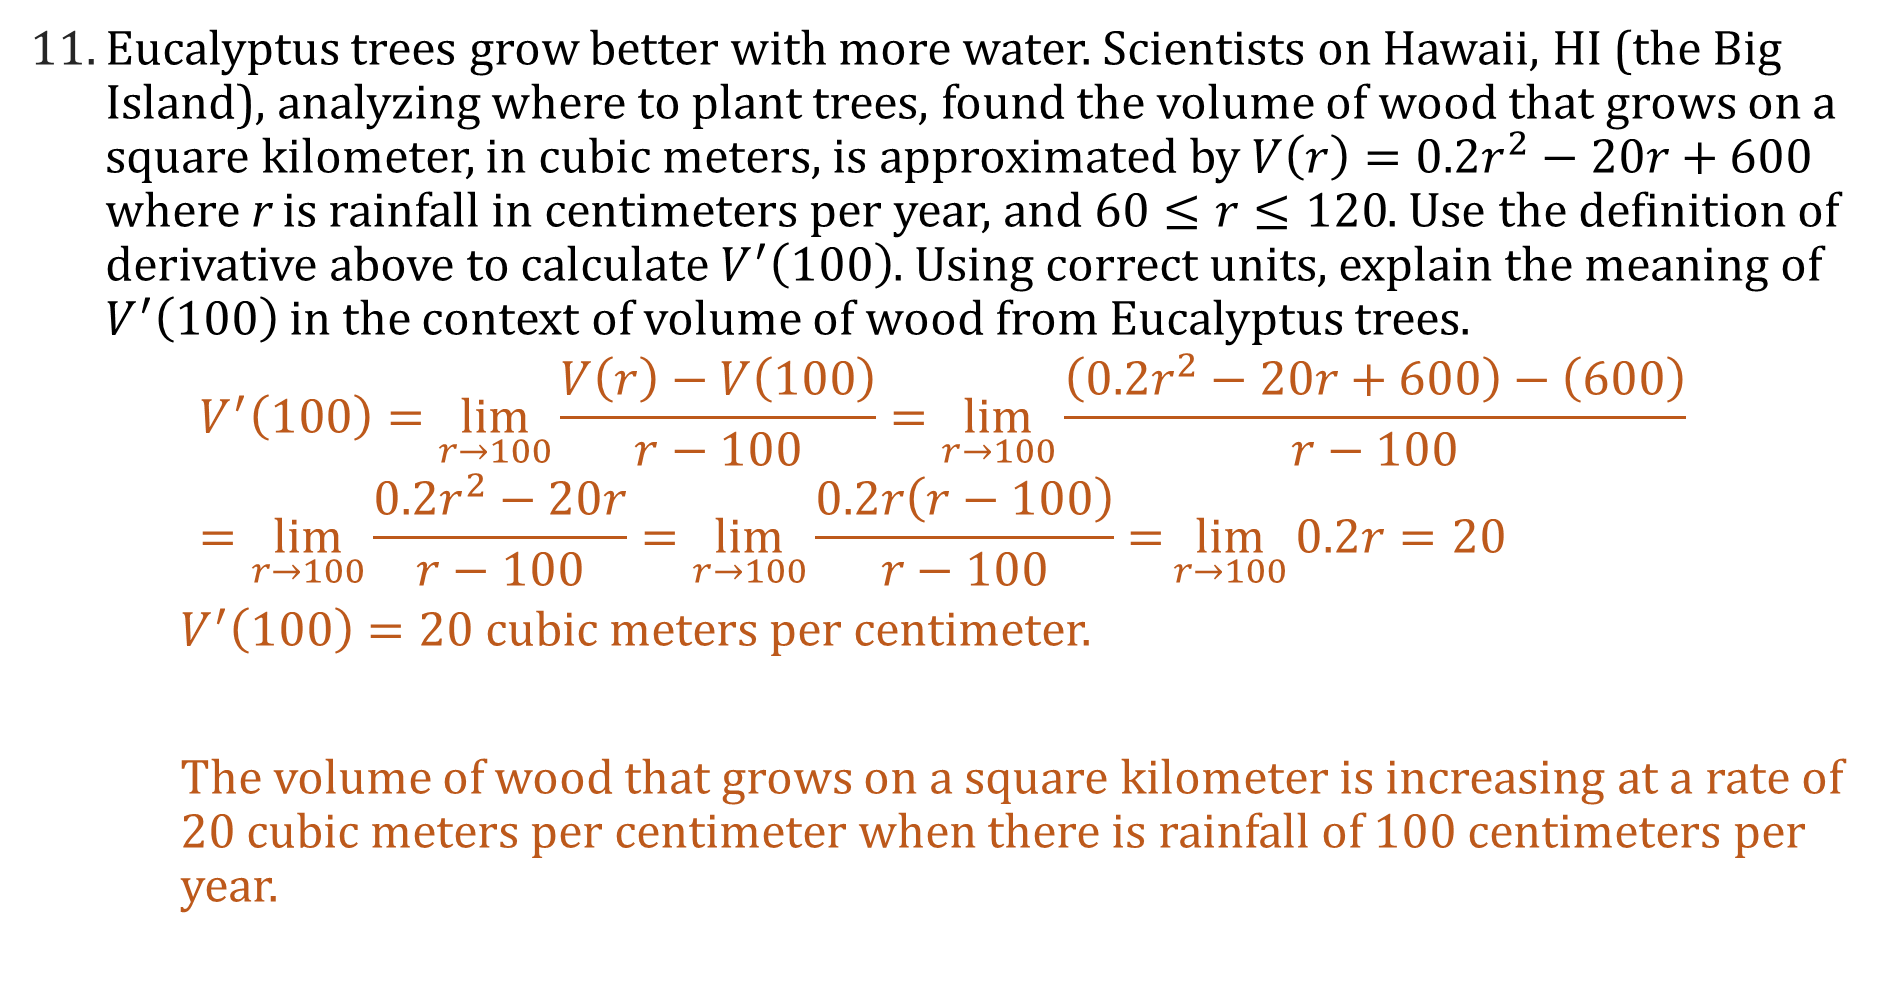 11. Eucalyptus trees grow better with more water. Scientists on Hawaii, HI (the Big
Island), analyzing where to plant trees, found the volume of wood that grows on a
square kilometer, in cubic meters, is approximated by V(r) = 0.2r² − 20r + 600
where r is rainfall in centimeters per year, and 60 ≤ r ≤ 120. Use the definition of
derivative above to calculate V′(100). Using correct units, explain the meaning of
V′(100) in the context of volume of wood from Eucalyptus trees.
V′(100) = lim r→100 (V(r) − V(100))/(r − 100) = lim r→100 ((0.2r² − 20r + 600) − (600))/(r − 100)
= lim r→100 (0.2r² − 20r)/(r − 100) = lim r→100 (0.2r(r − 100))/(r − 100) = lim r→100 0.2r = 20
V′(100) = 20 cubic meters per centimeter.
The volume of wood that grows on a square kilometer is increasing at a rate of
20 cubic meters per centimeter when there is rainfall of 100 centimeters per
year.